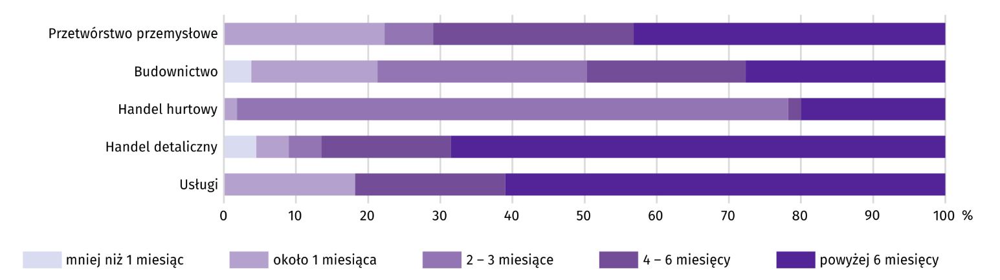 Przetwórstwo przemysłowe
Budownictwo
Handel hurtowy
Handel detaliczny
Usługi
0 10 20 30 40 50 60 70 80 90 100 %
mniej niż 1 miesiąc około 1 miesiąca 2 – 3 miesiące 4 – 6 miesięcy powyżej 6 miesięcy